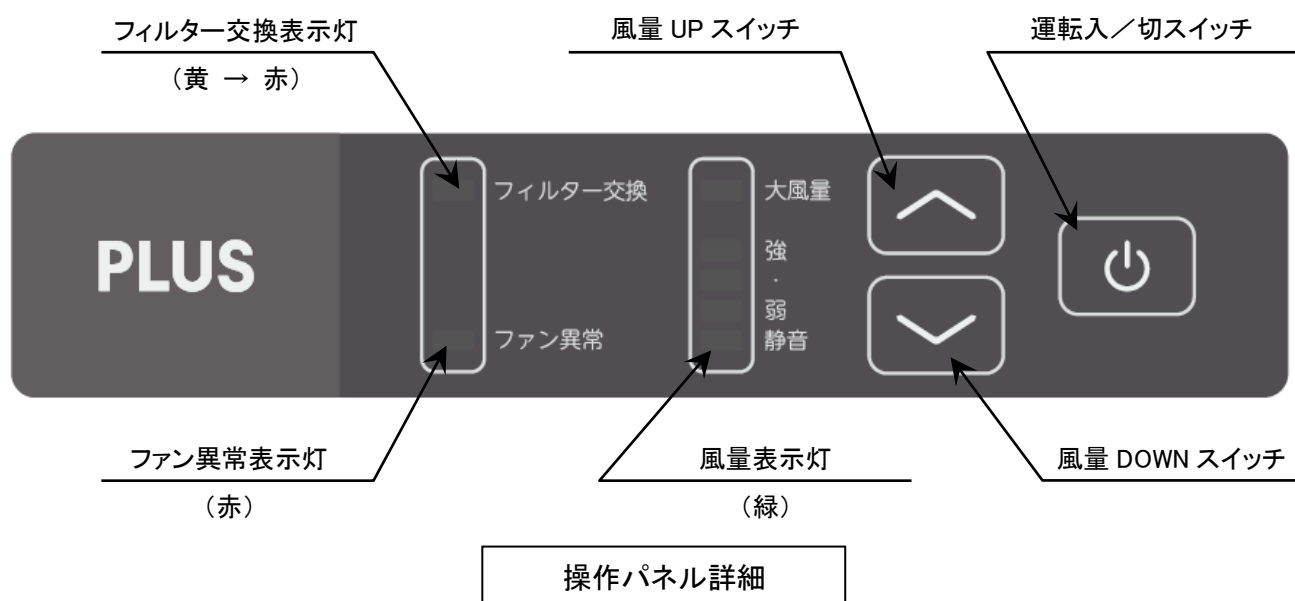 フィルター交換表示灯
（黄 → 赤）
風量 UP スイッチ
運転入／切スイッチ
PLUS
フィルター交換
ファン異常
大風量
強
・
弱
静音
ファン異常表示灯
（赤）
風量表示灯
（緑）
風量 DOWN スイッチ
操作パネル詳細